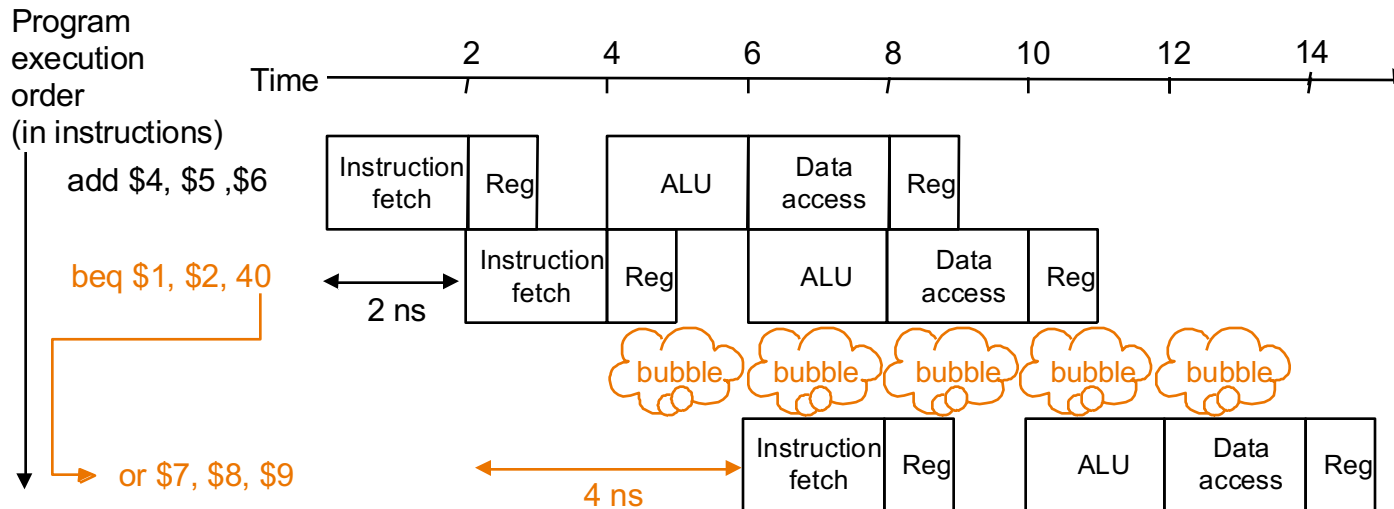 Program
execution
order
(in instructions)
Time
2 4 6 8 10 12 14
add $4, $5 ,$6
Instruction
fetch
Reg
ALU
Data
access
Reg
beq $1, $2, 40
2 ns
Instruction
fetch
Reg
ALU
Data
access
Reg
bubble bubble bubble bubble bubble
or $7, $8, $9
4 ns
Instruction
fetch
Reg
ALU
Data
access
Reg